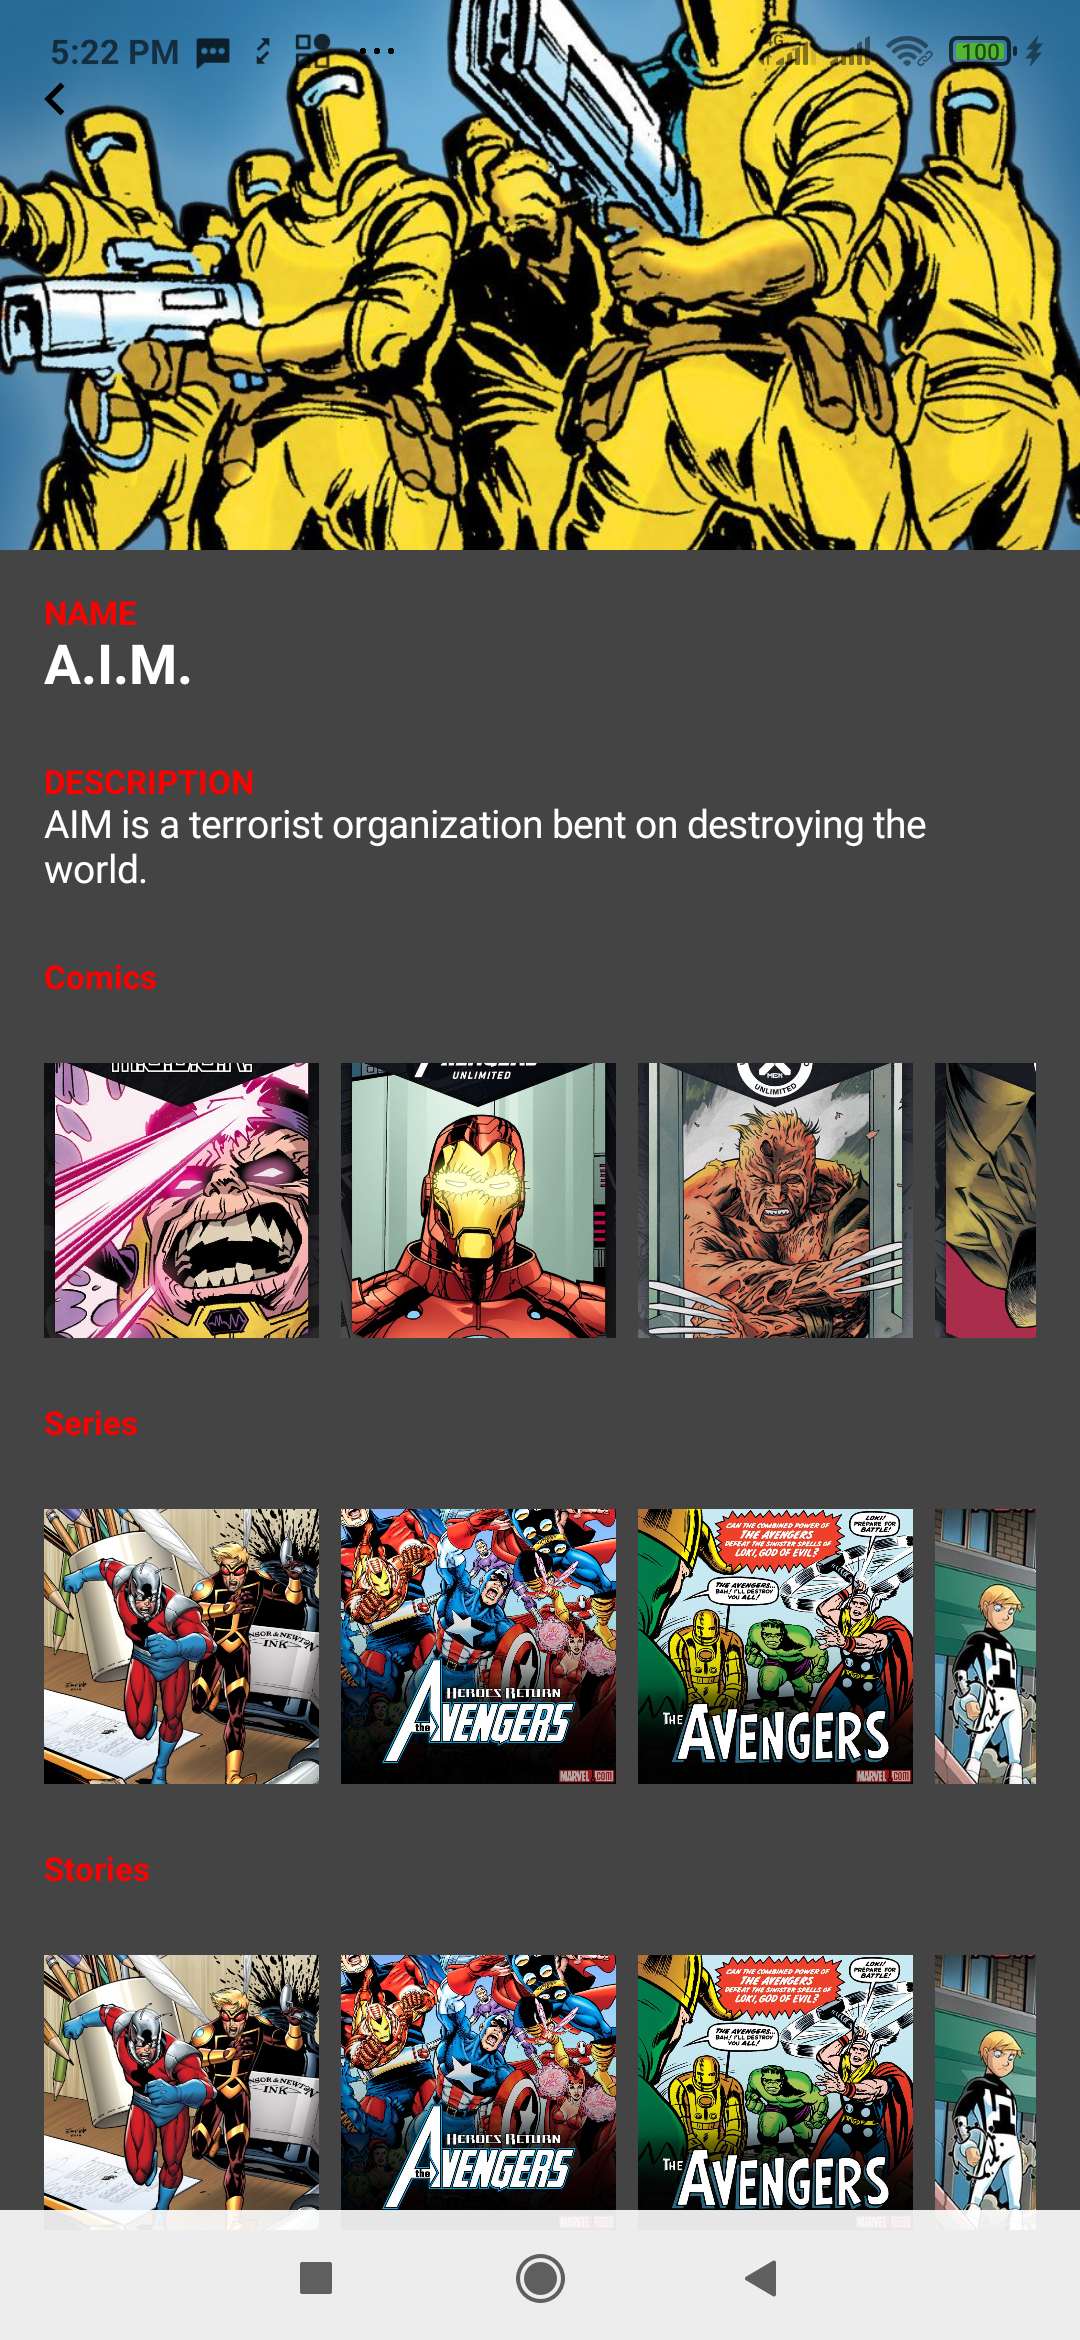 5:22 PM
100
NAME
A.I.M.
DESCRIPTION
AIM is a terrorist organization bent on destroying the
world.
Comics
UNLIMITED
UNLIMITED
Series
INK
HEROES RETURN
the AVENGERS
MARVEL.COM
CAN THE COMBINED POWER OF
THE AVENGERS
DEFEAT THE SINISTER SPELLS OF
LOKI, GOD OF EVIL?
LOKI!
PREPARE FOR
BATTLE!
THE AVENGERS...
BAH! I'LL DESTROY
YOU ALL!
THE AVENGERS
MARVEL.COM
Stories
INK
HEROES RETURN
the AVENGERS
CAN THE COMBINED POWER OF
THE AVENGERS
DEFEAT THE SINISTER SPELLS OF
LOKI, GOD OF EVIL?
LOKI!
PREPARE FOR
BATTLE!
THE AVENGERS...
BAH! I'LL DESTROY
YOU ALL!
THE AVENGERS